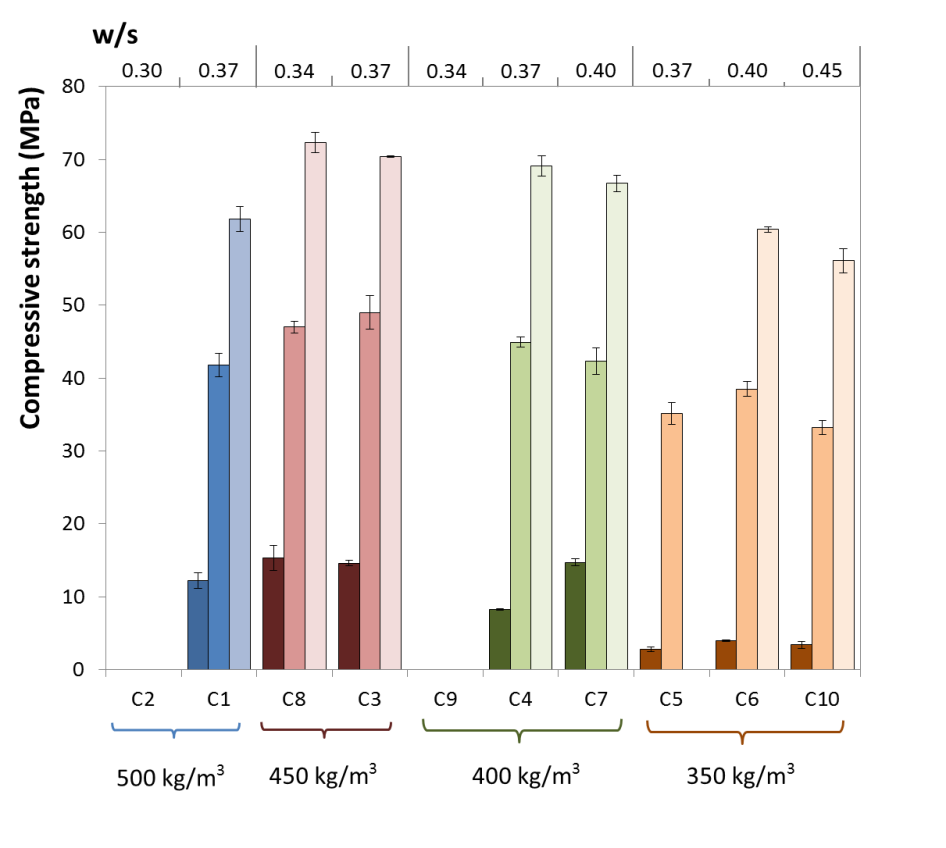 w/s
0.30 0.37 0.34 0.37 0.34 0.37 0.40 0.37 0.40 0.45
Compressive strength (MPa)
80
70
60
50
40
30
20
10
0
C2 C1 C8 C3 C9 C4 C7 C5 C6 C10
500 kg/m³ 450 kg/m³ 400 kg/m³ 350 kg/m³